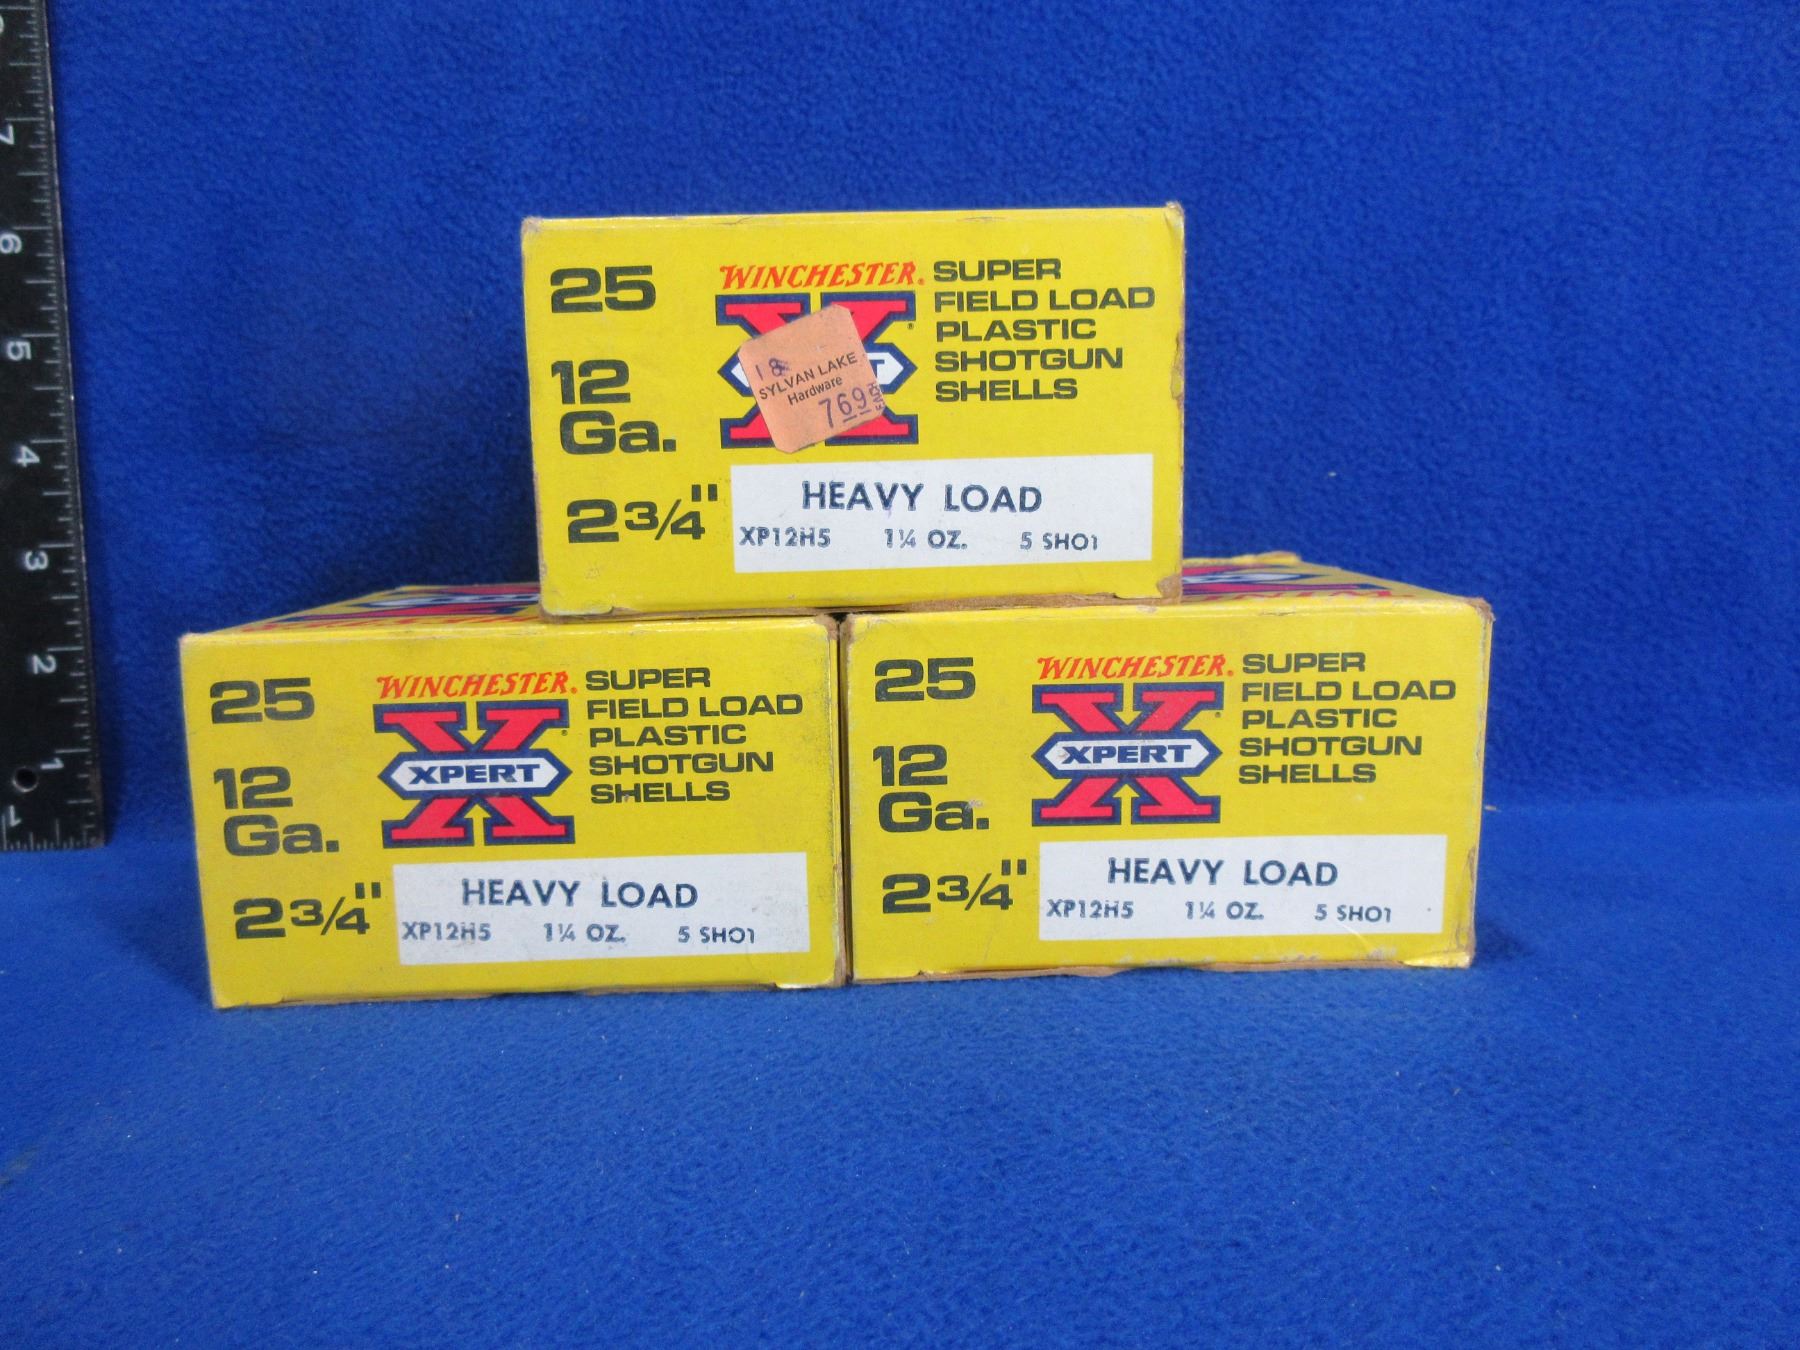 25
12
Ga.
2 3/4"
WINCHESTER®
X
SUPER
FIELD LOAD
PLASTIC
SHOTGUN
SHELLS
18
SYLVAN LAKE
Hardware
769
EACH
HEAVY LOAD
XP12H5 1¼ OZ. 5 SHOT
25
12
Ga.
2 3/4"
WINCHESTER®
X
XPERT
SUPER
FIELD LOAD
PLASTIC
SHOTGUN
SHELLS
HEAVY LOAD
XP12H5 1¼ OZ. 5 SHOT
25
12
Ga.
2 3/4"
WINCHESTER®
X
XPERT
SUPER
FIELD LOAD
PLASTIC
SHOTGUN
SHELLS
HEAVY LOAD
XP12H5 1¼ OZ. 5 SHOT
7
6
5
4
3
2
1